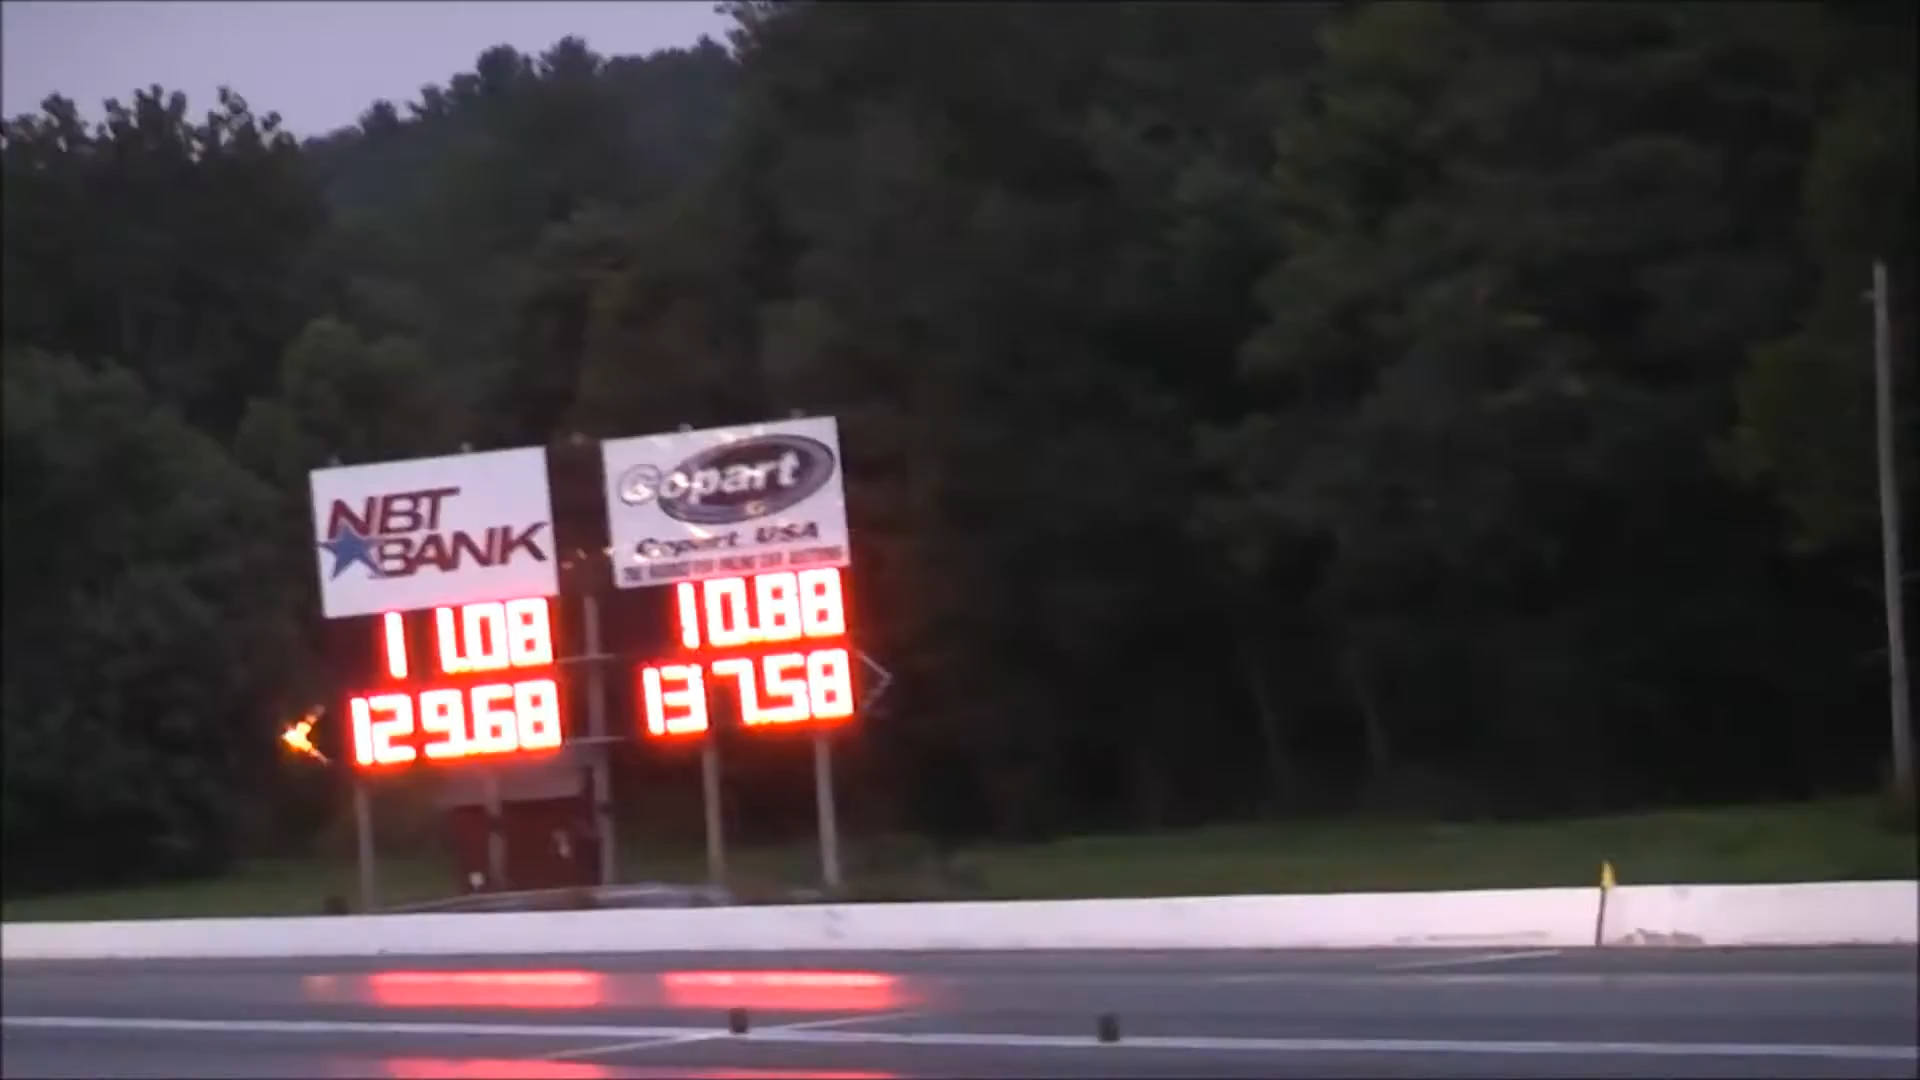 NBT
BANK
11.08
129.68
Copart
Copart USA
10.88
137.58